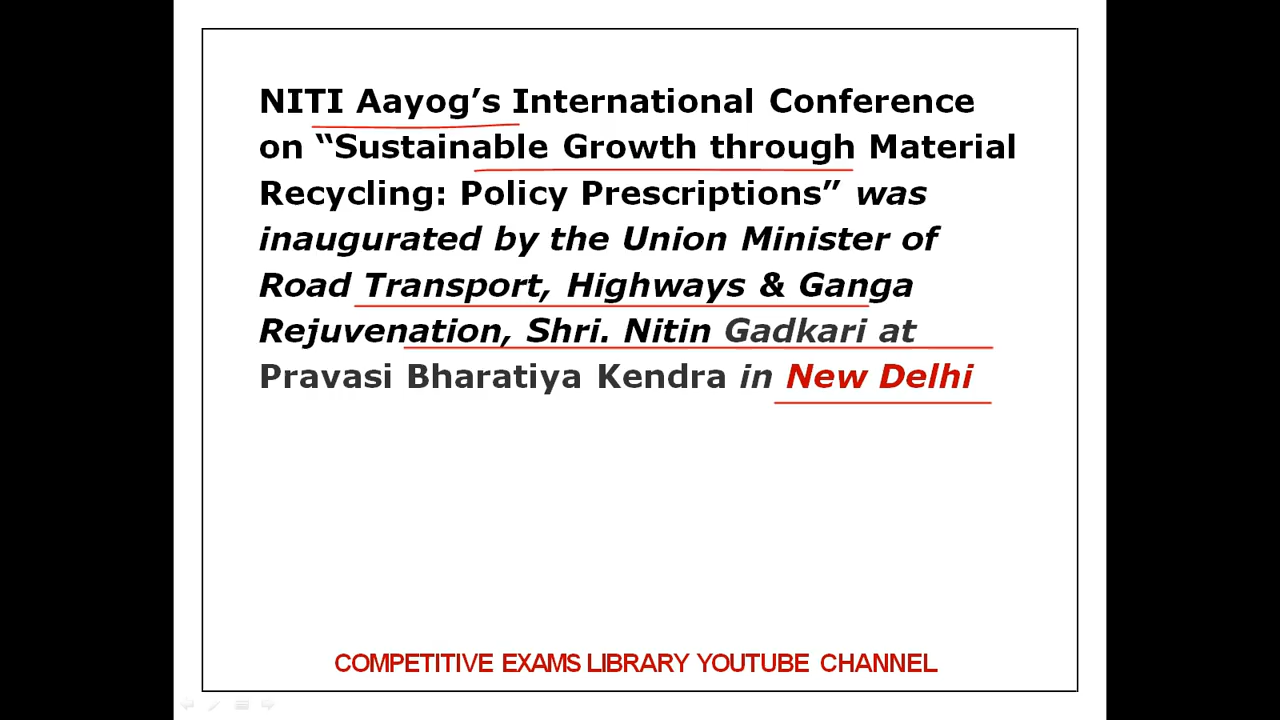 NITI Aayog’s International Conference
on “Sustainable Growth through Material
Recycling: Policy Prescriptions” was
inaugurated by the Union Minister of
Road Transport, Highways & Ganga
Rejuvenation, Shri. Nitin Gadkari at
Pravasi Bharatiya Kendra in New Delhi
COMPETITIVE EXAMS LIBRARY YOUTUBE CHANNEL